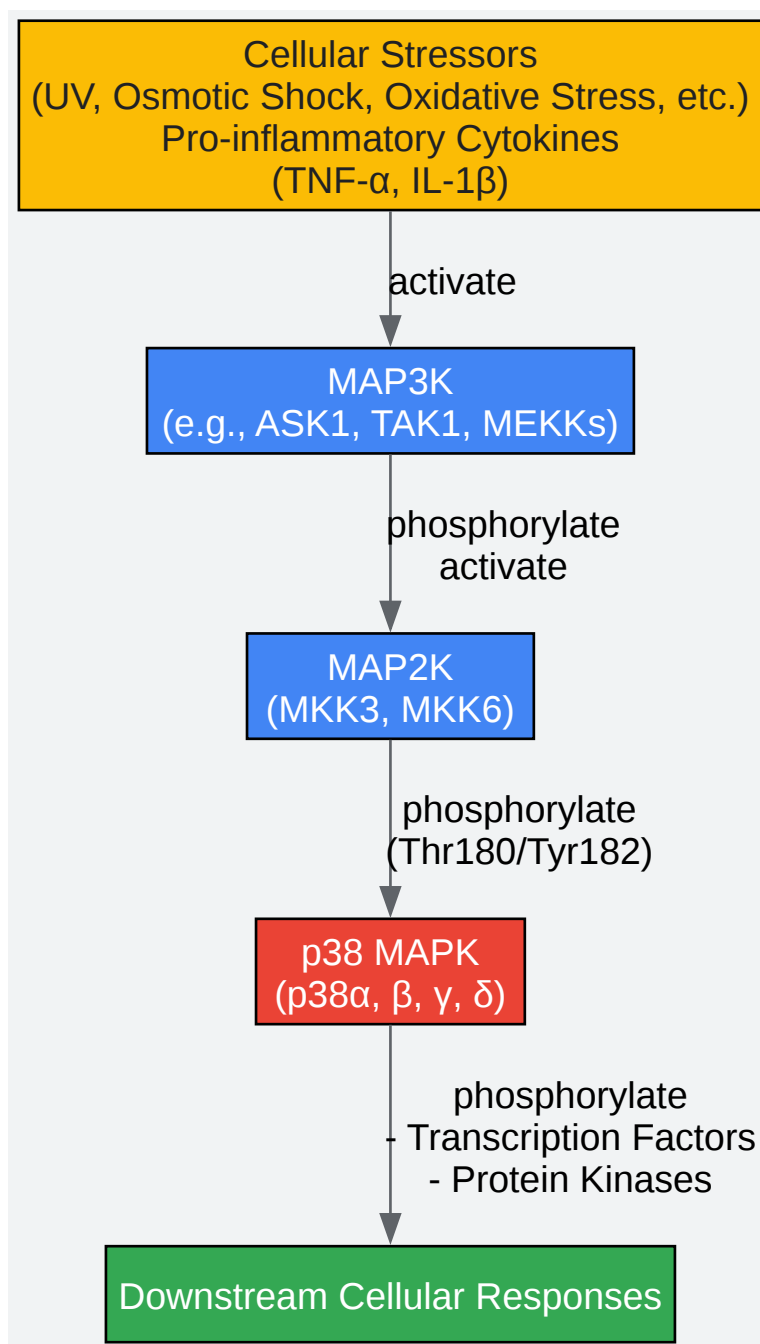 Cellular Stressors
(UV, Osmotic Shock, Oxidative Stress, etc.)
Pro-inflammatory Cytokines
(TNF-α, IL-1β)
activate
MAP3K
(e.g., ASK1, TAK1, MEKKs)
phosphorylate
activate
MAP2K
(MKK3, MKK6)
phosphorylate
(Thr180/Tyr182)
p38 MAPK
(p38α, β, γ, δ)
phosphorylate
- Transcription Factors
- Protein Kinases
Downstream Cellular Responses